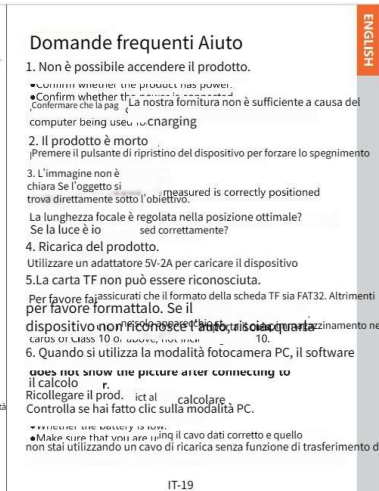 ENGLISH
Domande frequenti Aiuto
1. Non è possibile accendere il prodotto.
●Confirm whether the product has power.
●Confirm whether the power is connected
Confermare che la pag La nostra fornitura non è sufficiente a causa del
computer being used to charging
2. Il prodotto è morto
Premere il pulsante di ripristino del dispositivo per forzare lo spegnimento
3. L'immagine non è
chiara Se l'oggetto si measured is correctly positioned
trova direttamente sotto l'obiettivo.
La lunghezza focale è regolata nella posizione ottimale?
Se la luce è io sed correttamente?
4. Ricarica del prodotto.
Utilizzare un adattatore 5V-2A per caricare il dispositivo
5.La carta TF non può essere riconosciuta.
Per favore fai assicurati che il formato della scheda TF sia FAT32. Altrimenti
per favore formattalo. Se il
dispositivo non riconosce l'
cards of Class 10 or above, not 10.
6. Quando si utilizza la modalità fotocamera PC, il software
does not show the picture after connecting to
il calcolo r.
Ricollegare il prod. ict al calcolare
Controlla se hai fatto clic sulla modalità PC.
●Whether the battery is low.
●Make sure that you are u ing il cavo dati corretto e quello
non stai utilizzando un cavo di ricarica senza funzione di trasferimento d
IT-19